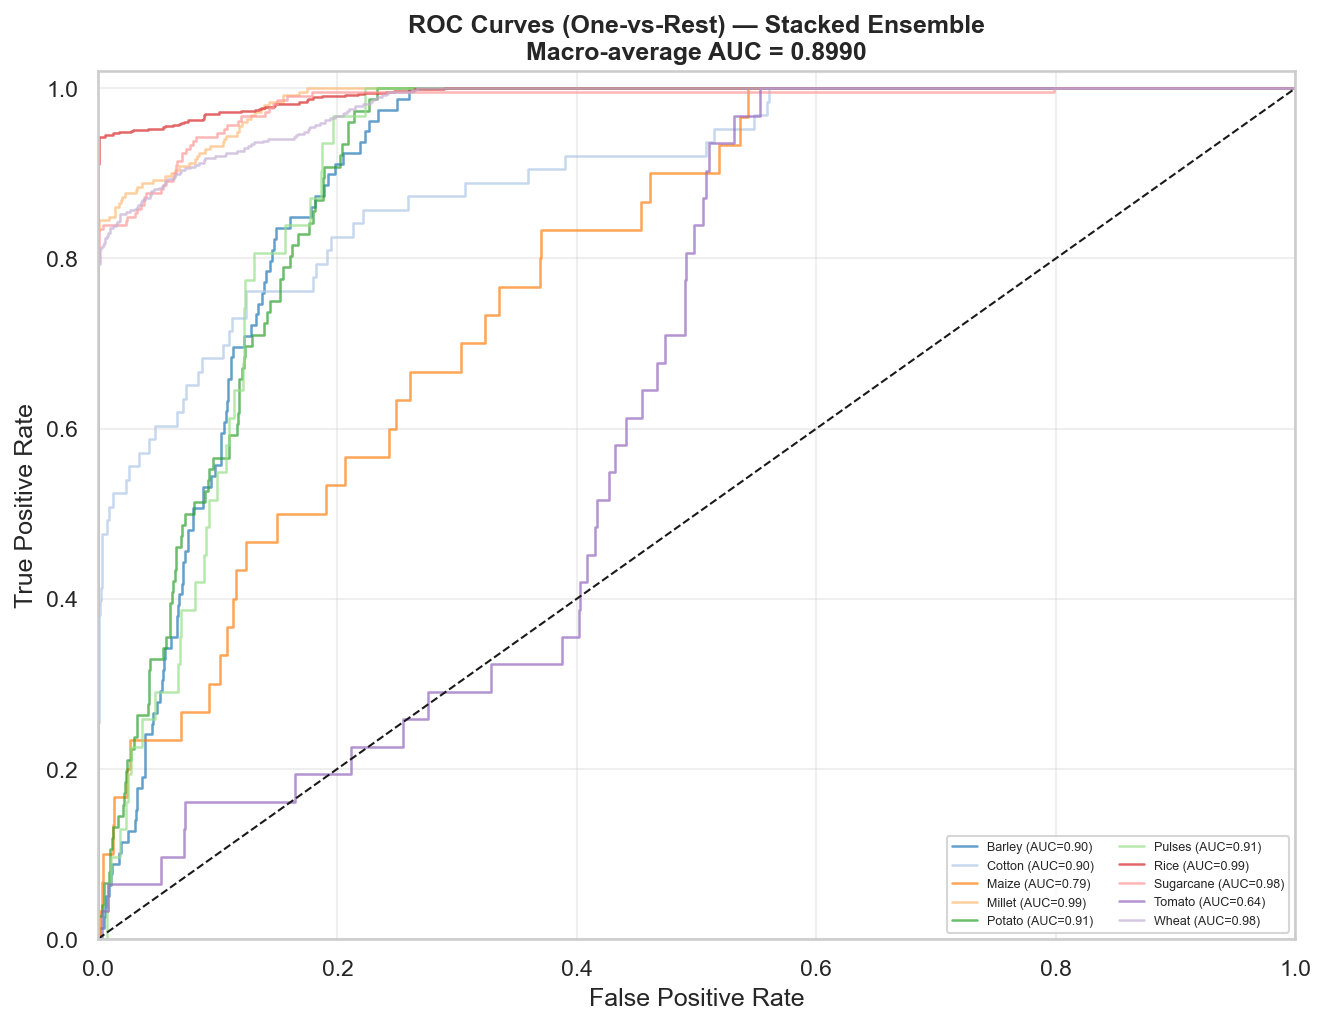 ROC Curves (One-vs-Rest) — Stacked Ensemble
Macro-average AUC = 0.8990
True Positive Rate
1.0
0.8
0.6
0.4
0.2
0.0
0.0 0.2 0.4 0.6 0.8 1.0
False Positive Rate
Barley (AUC=0.90)
Cotton (AUC=0.90)
Maize (AUC=0.79)
Millet (AUC=0.99)
Potato (AUC=0.91)
Pulses (AUC=0.91)
Rice (AUC=0.99)
Sugarcane (AUC=0.98)
Tomato (AUC=0.64)
Wheat (AUC=0.98)